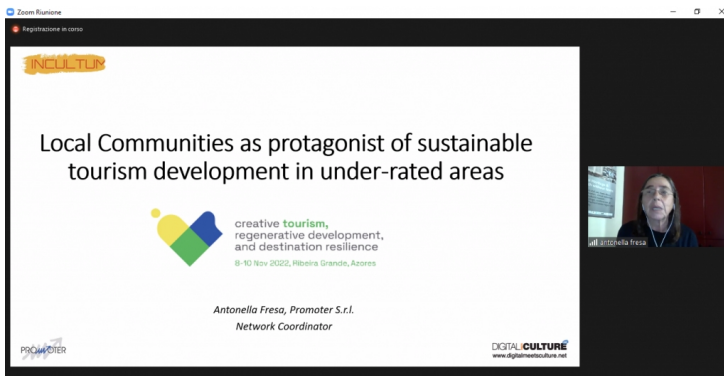 Zoom Riunione
Registrazione in corso
INCULTUM
Local Communities as protagonist of sustainable
tourism development in under-rated areas
creative tourism,
regenerative development,
and destination resilience
8-10 Nov 2022, Ribeira Grande, Azores
Antonella Fresa, Promoter S.r.l.
Network Coordinator
PROMOTER
DIGITALMEETSCULTURE
www.digitalmeetsculture.net
antonella fresa